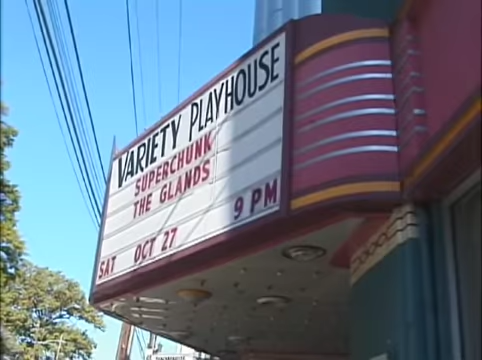 VARIETY PLAYHOUSE
SUPERCHUNK
THE GLANDS
9 PM
SAT OCT 27